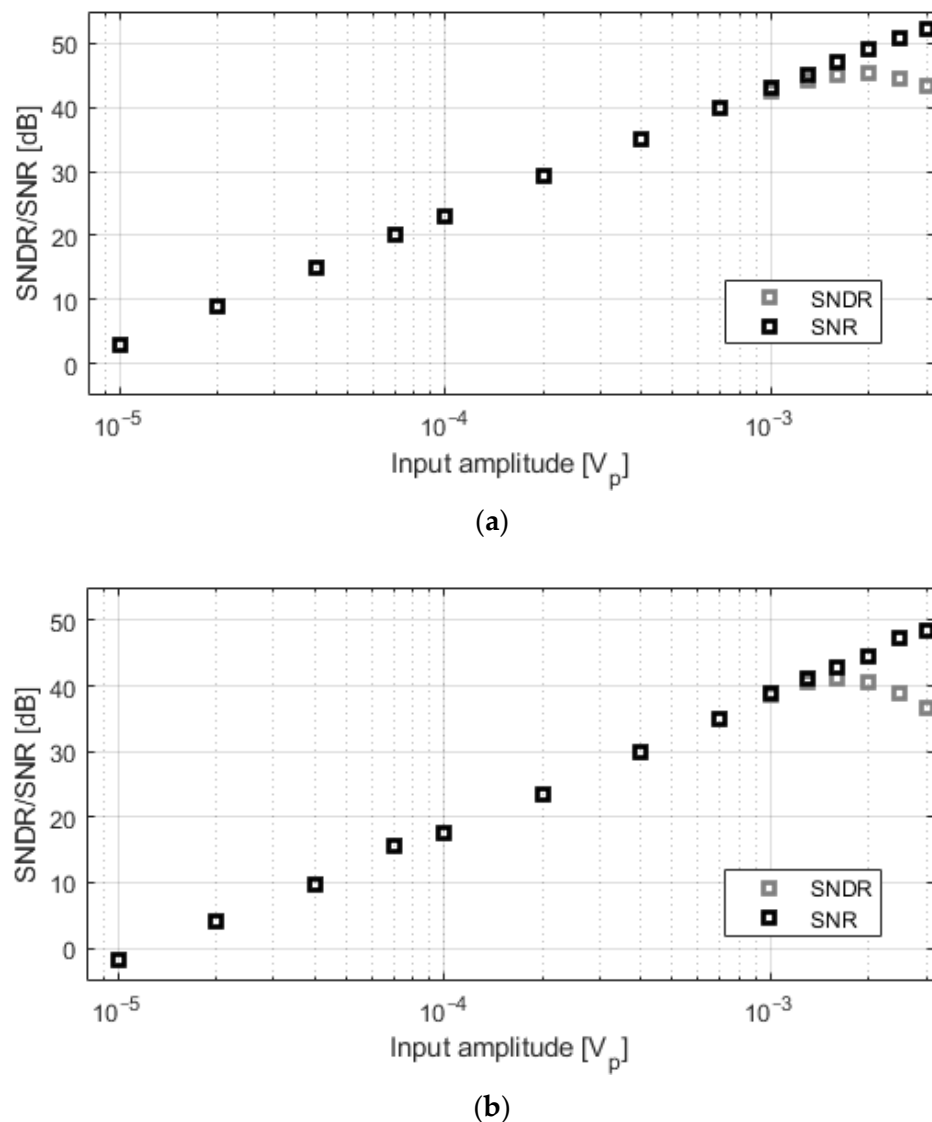 50
40
30
20
10
0
SNDR/SNR [dB]
SNDR
SNR
10⁻⁵ 10⁻⁴ 10⁻³
Input amplitude [Vₚ]
(a)
50
40
30
20
10
0
SNDR/SNR [dB]
SNDR
SNR
10⁻⁵ 10⁻⁴ 10⁻³
Input amplitude [Vₚ]
(b)